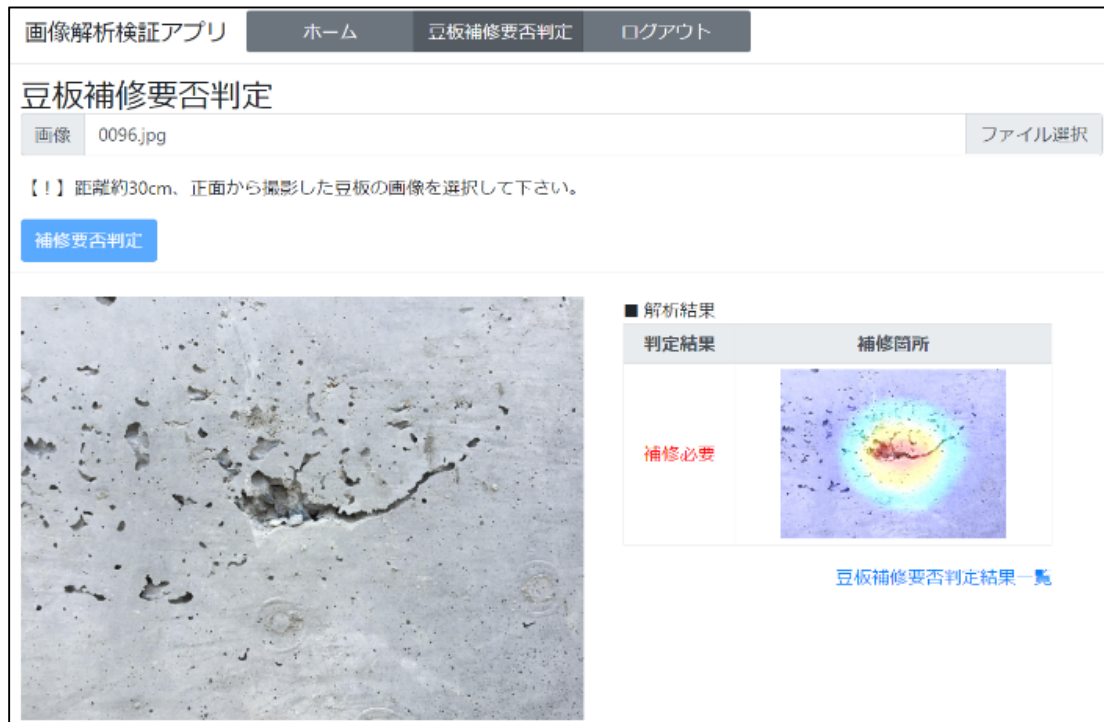 画像解析検証アプリ ホーム 豆板補修要否判定 ログアウト
豆板補修要否判定
画像 0096.jpg ファイル選択
【！】距離約30cm、正面から撮影した豆板の画像を選択して下さい。
補修要否判定
■ 解析結果
判定結果 補修箇所
補修必要
豆板補修要否判定結果一覧